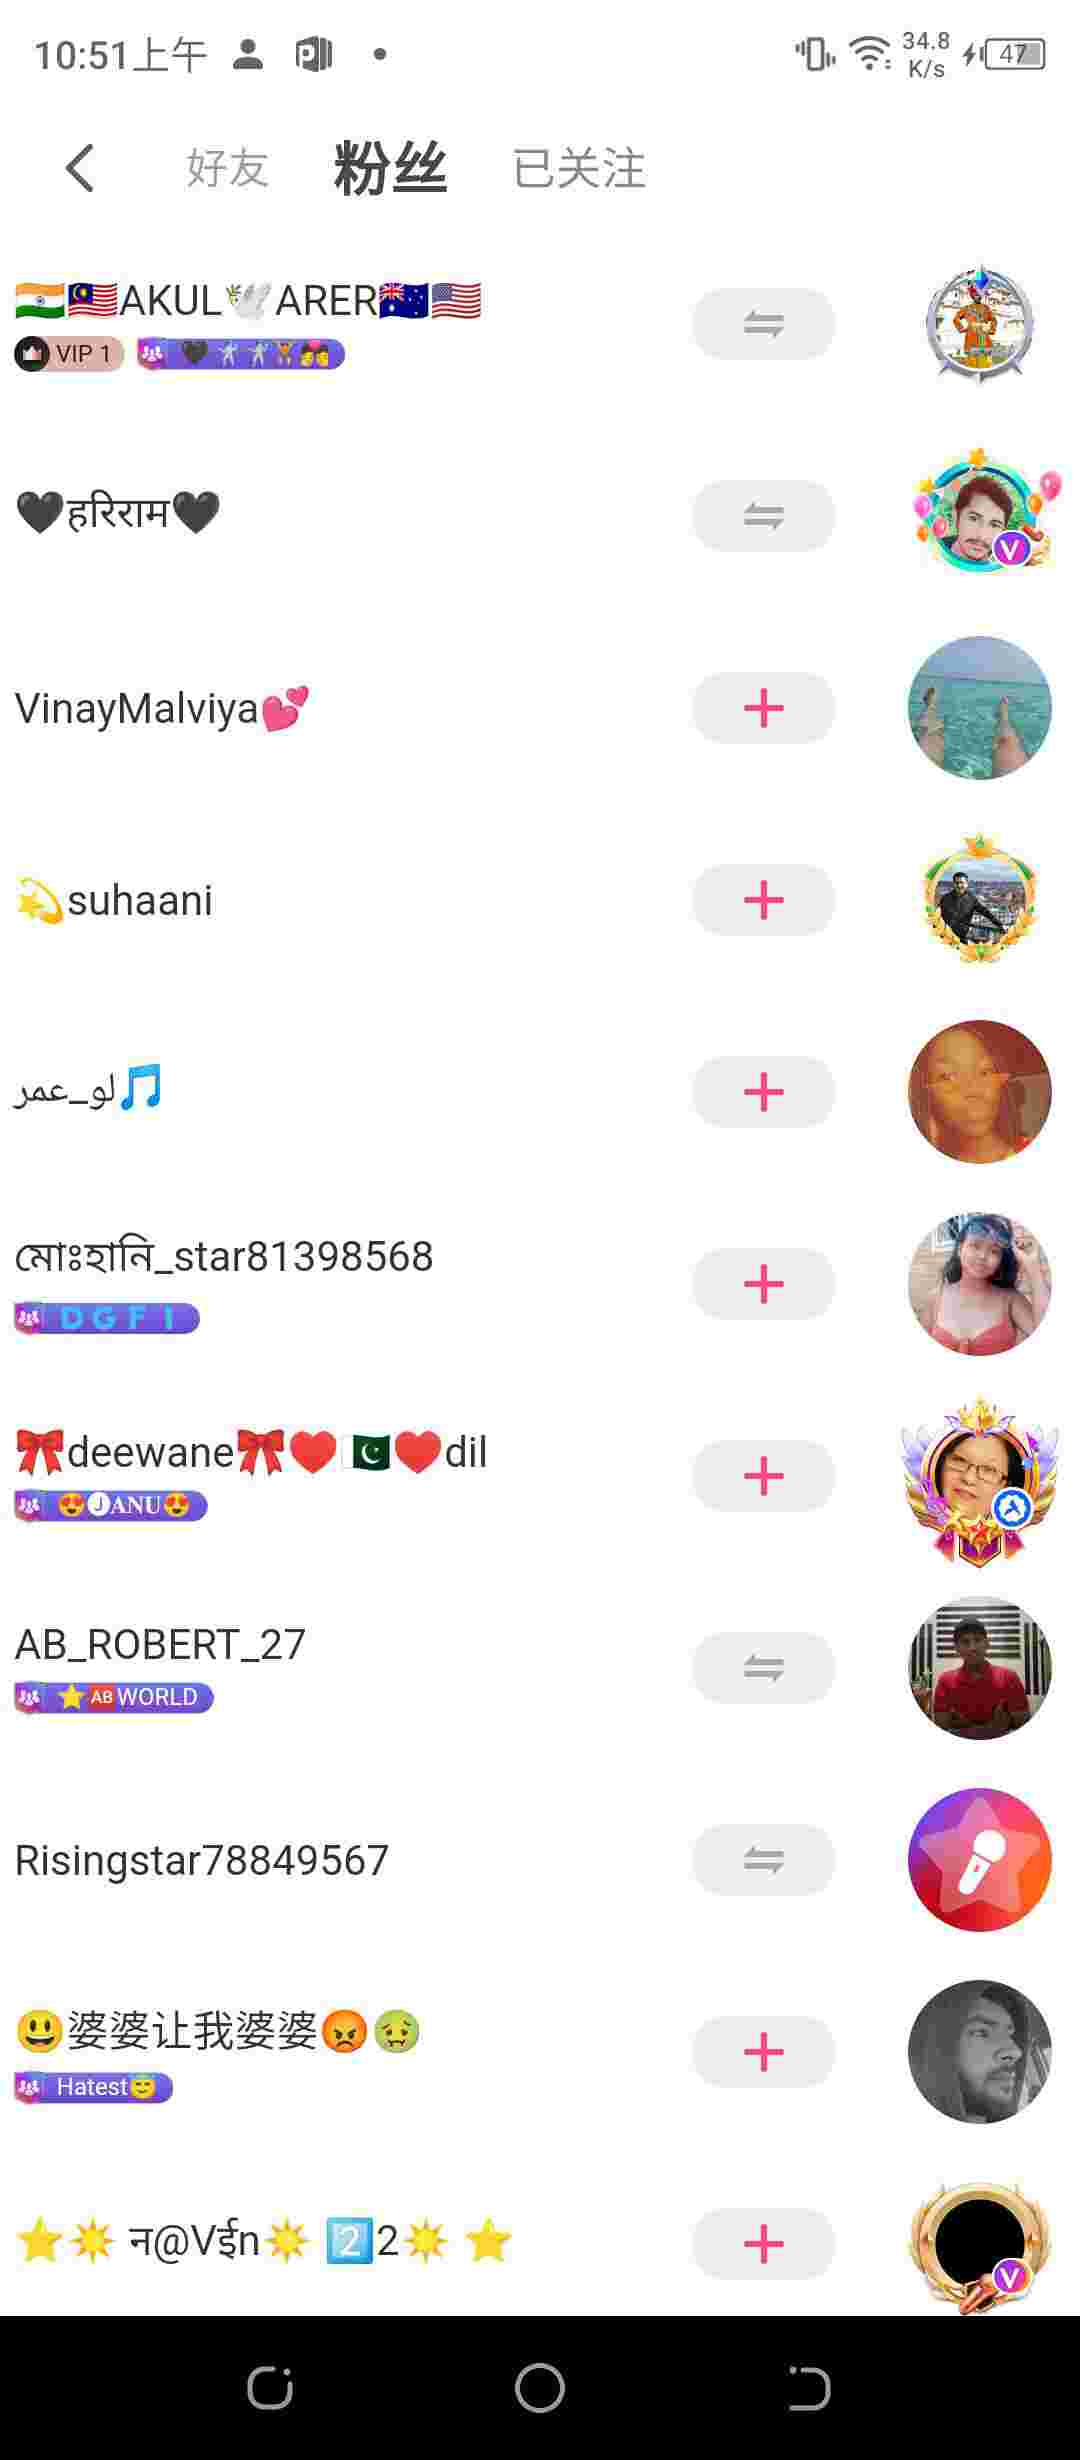 10:51上午 34.8 K/s 47
好友 粉丝 已关注
🇮🇳🇲🇾AKUL🕊️ARER🇦🇺🇺🇸
VIP 1 🖤🤺🤺🏋️💏
🖤हरिराम🖤
VinayMalviya💕
💫suhaani
لو_عمر🎵
মোঃহানি_star81398568
D G F I
🎀deewane🎀♥️🇵🇰♥️dil
😍🅙𝐀𝐍𝐔😍
AB_ROBERT_27
⭐🆎WORLD
Risingstar78849567
😃婆婆让我婆婆😡🤢
Hatest😇
⭐☀️ न@Vईn☀️ 2️⃣2☀️ ⭐